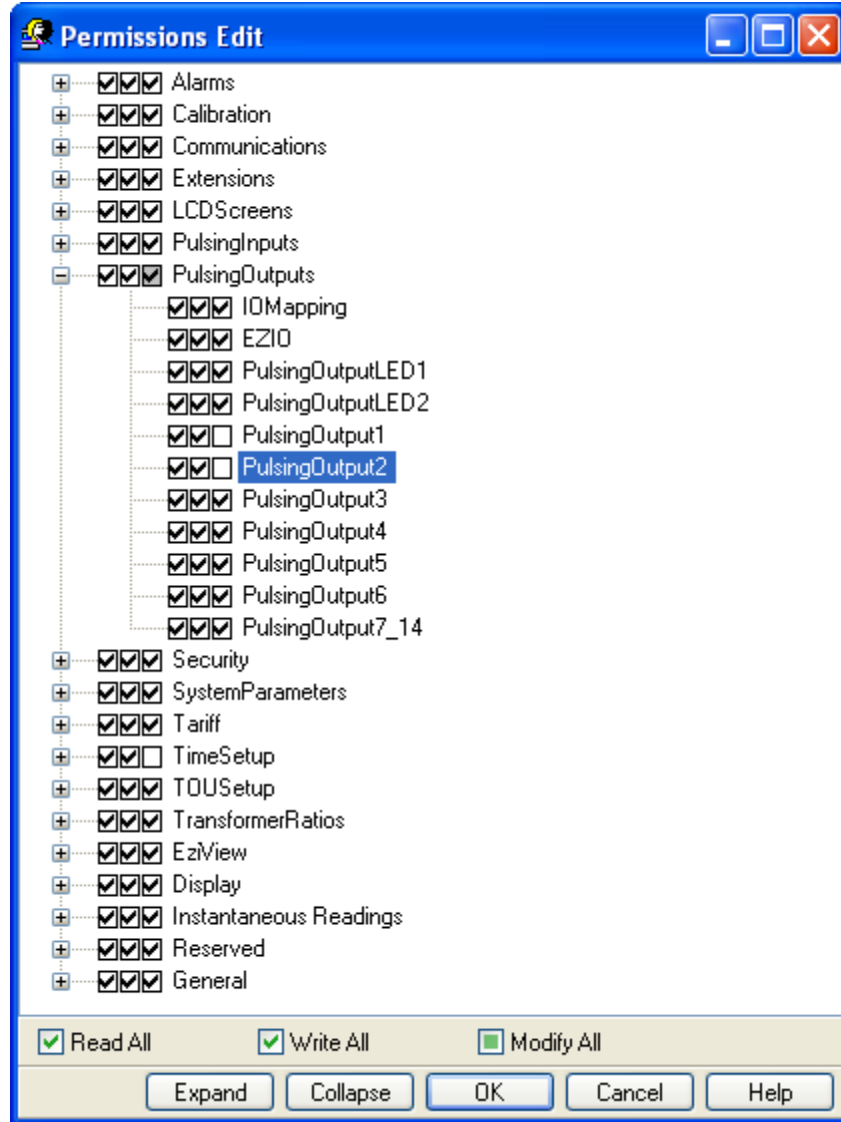 Permissions Edit
Alarms
Calibration
Communications
Extensions
LCDScreens
PulsingInputs
PulsingOutputs
IOMapping
EZIO
PulsingOutputLED1
PulsingOutputLED2
PulsingOutput1
PulsingOutput2
PulsingOutput3
PulsingOutput4
PulsingOutput5
PulsingOutput6
PulsingOutput7_14
Security
SystemParameters
Tariff
TimeSetup
TOUSetup
TransformerRatios
EziView
Display
Instantaneous Readings
Reserved
General
Read All Write All Modify All
Expand Collapse OK Cancel Help